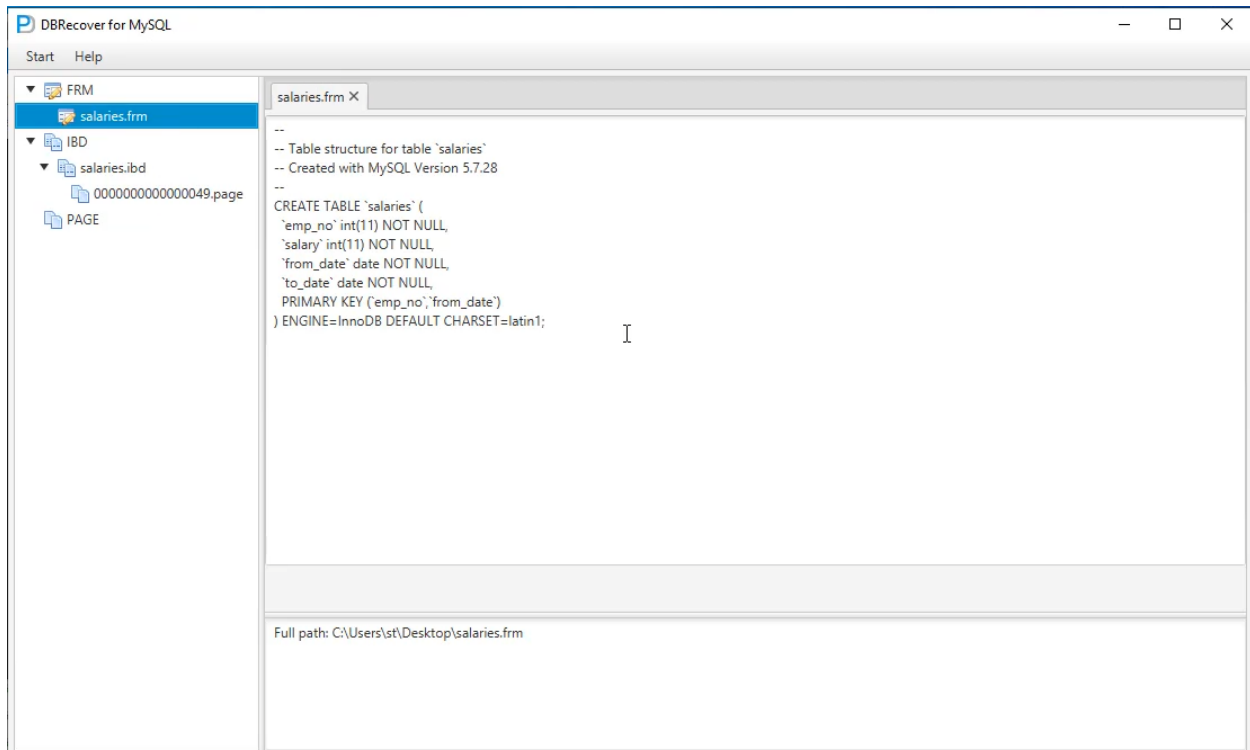 DBRecover for MySQL
Start Help
FRM
salaries.frm
IBD
salaries.ibd
0000000000000049.page
PAGE
salaries.frm
--
-- Table structure for table `salaries`
-- Created with MySQL Version 5.7.28
--
CREATE TABLE `salaries` (
`emp_no` int(11) NOT NULL,
`salary` int(11) NOT NULL,
`from_date` date NOT NULL,
`to_date` date NOT NULL,
PRIMARY KEY (`emp_no`,`from_date`)
) ENGINE=InnoDB DEFAULT CHARSET=latin1;
Full path: C:\Users\st\Desktop\salaries.frm